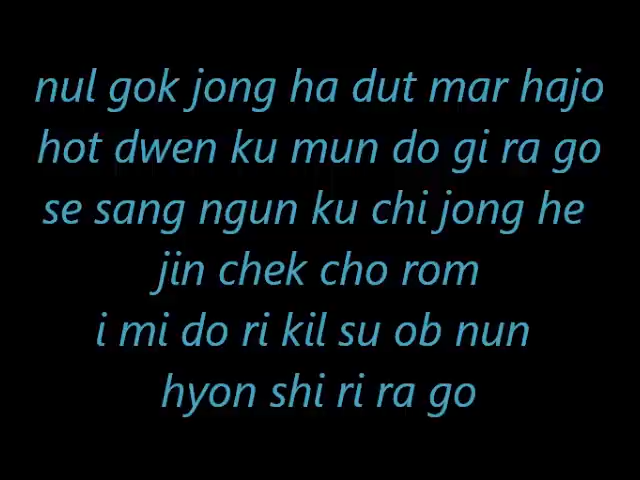 nul gok jong ha dut mar hajo
hot dwen ku mun do gi ra go
se sang ngun ku chi jong he
jin chek cho rom
i mi do ri kil su ob nun
hyon shi ri ra go